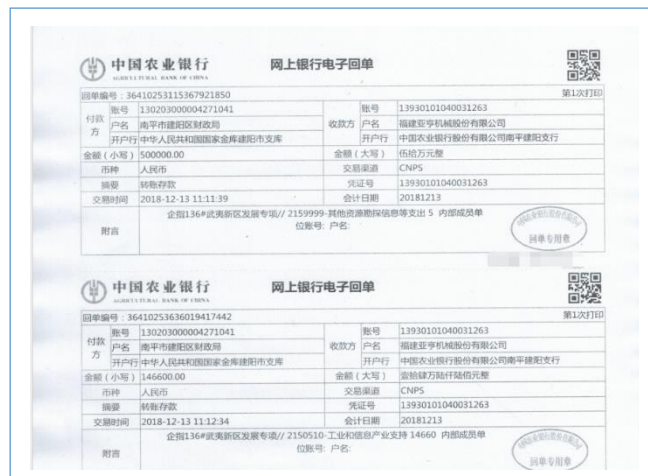 中国农业银行 网上银行电子回单
AGRICULTURAL BANK OF CHINA
回单编号：36410253115367921850 第1次打印
付款方 账号 130203000004271041 收款方 账号 13930101040031263
户名 南平市建阳区财政局 户名 福建亚亨机械股份有限公司
开户行 中华人民共和国国家金库建阳市支库 开户行 中国农业银行股份有限公司南平建阳支行
金额（小写） 500000.00 金额（大写） 伍拾万元整
币种 人民币 交易渠道 CNPS
摘要 转账存款 凭证号 13930101040031263
交易时间 2018-12-13 11:11:39 会计日期 20181213
附言 企指136#武夷新区发展专项// 2159999-其他资源勘探信息等支出 5 内部成员单
位账号: 户名:
回单专用章
中国农业银行 网上银行电子回单
AGRICULTURAL BANK OF CHINA
回单编号：36410253636019417442 第1次打印
付款方 账号 130203000004271041 收款方 账号 13930101040031263
户名 南平市建阳区财政局 户名 福建亚亨机械股份有限公司
开户行 中华人民共和国国家金库建阳市支库 开户行 中国农业银行股份有限公司南平建阳支行
金额（小写） 146600.00 金额（大写） 壹拾肆万陆仟陆佰元整
币种 人民币 交易渠道 CNPS
摘要 转账存款 凭证号 13930101040031263
交易时间 2018-12-13 11:12:34 会计日期 20181213
附言 企指136#武夷新区发展专项// 2150510-工业和信息产业支持 14660 内部成员单
位账号: 户名:
回单专用章